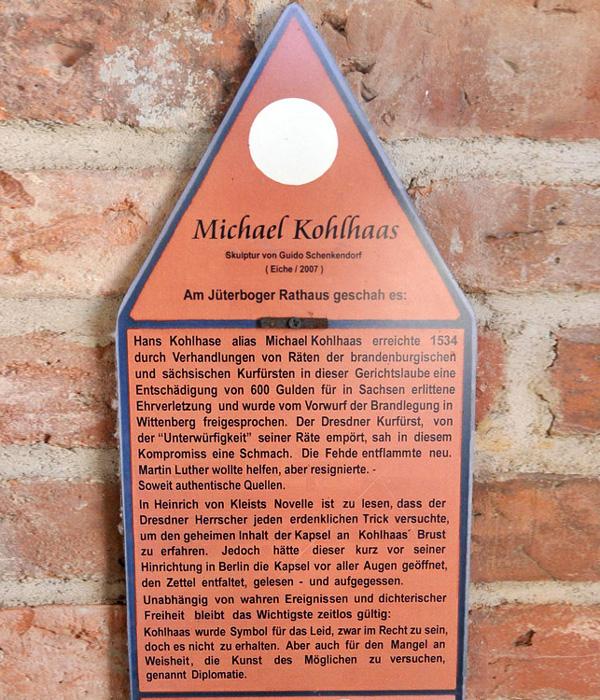 Michael Kohlhaas
Skulptur von Guido Schenkendorf
( Eiche / 2007 )
Am Jüterboger Rathaus geschah es:
Hans Kohlhase alias Michael Kohlhaas erreichte 1534
durch Verhandlungen von Räten der brandenburgischen
und sächsischen Kurfürsten in dieser Gerichtslaube eine
Entschädigung von 600 Gulden für in Sachsen erlittene
Ehrverletzung und wurde vom Vorwurf der Brandlegung in
Wittenberg freigesprochen. Der Dresdner Kurfürst, von
der “Unterwürfigkeit” seiner Räte empört, sah in diesem
Kompromiss eine Schmach. Die Fehde entflammte neu.
Martin Luther wollte helfen, aber resignierte. -
Soweit authentische Quellen.
In Heinrich von Kleists Novelle ist zu lesen, dass der
Dresdner Herrscher jeden erdenklichen Trick versuchte,
um den geheimen Inhalt der Kapsel an Kohlhaas´ Brust
zu erfahren. Jedoch hätte dieser kurz vor seiner
Hinrichtung in Berlin die Kapsel vor aller Augen geöffnet,
den Zettel entfaltet, gelesen - und aufgegessen.
Unabhängig von wahren Ereignissen und dichterischer
Freiheit bleibt das Wichtigste zeitlos gültig:
Kohlhaas wurde Symbol für das Leid, zwar im Recht zu sein,
doch es nicht zu erhalten. Aber auch für den Mangel an
Weisheit, die Kunst des Möglichen zu versuchen,
genannt Diplomatie.